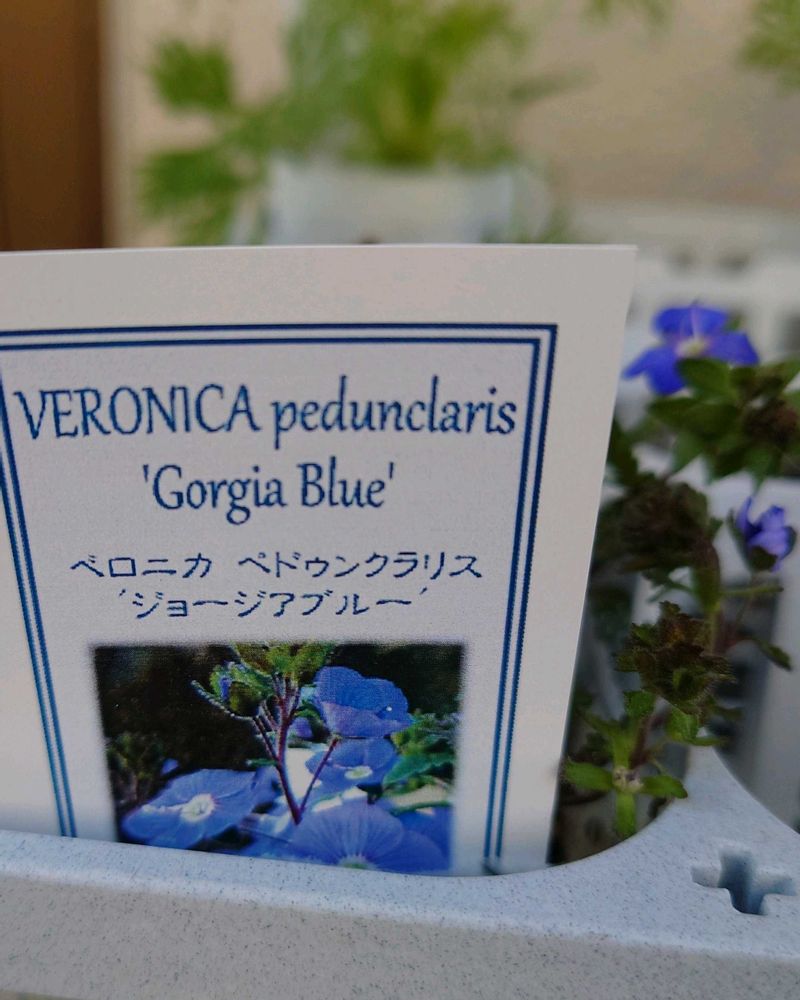 VERONICA pedunclaris
'Gorgia Blue'
ベロニカ ペドゥンクラリス
'ジョージアブルー'